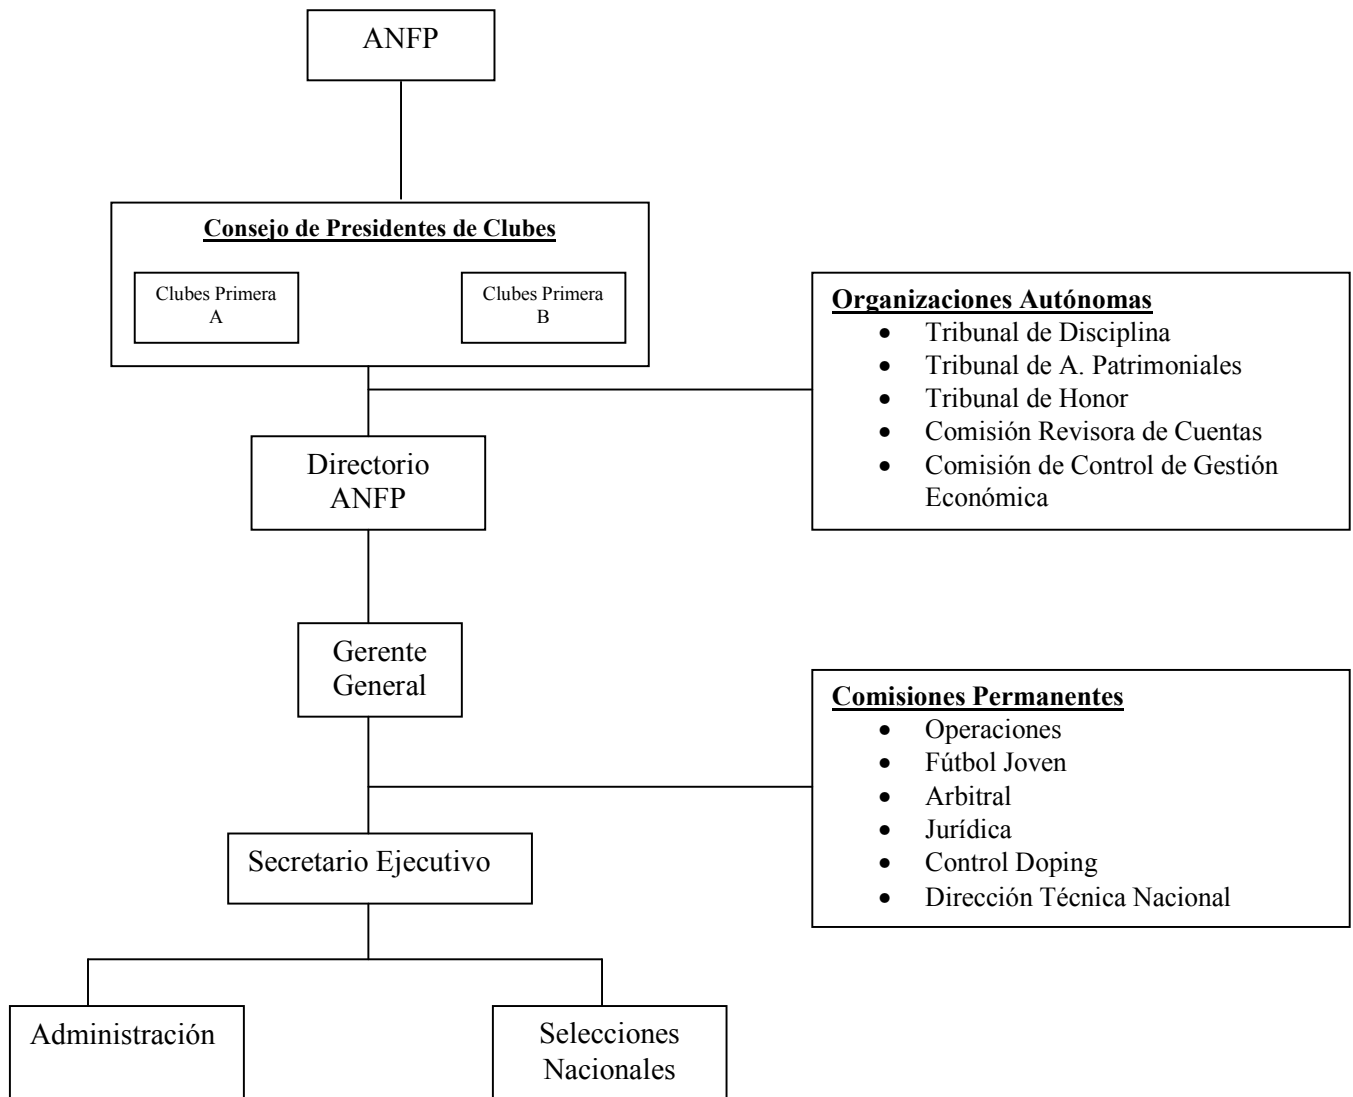 ANFP
Consejo de Presidentes de Clubes
Clubes Primera
A
Clubes Primera
B
Organizaciones Autónomas
• Tribunal de Disciplina
• Tribunal de A. Patrimoniales
• Tribunal de Honor
• Comisión Revisora de Cuentas
• Comisión de Control de Gestión
Económica
Directorio
ANFP
Gerente
General
Comisiones Permanentes
• Operaciones
• Fútbol Joven
• Arbitral
• Jurídica
• Control Doping
• Dirección Técnica Nacional
Secretario Ejecutivo
Administración
Selecciones
Nacionales